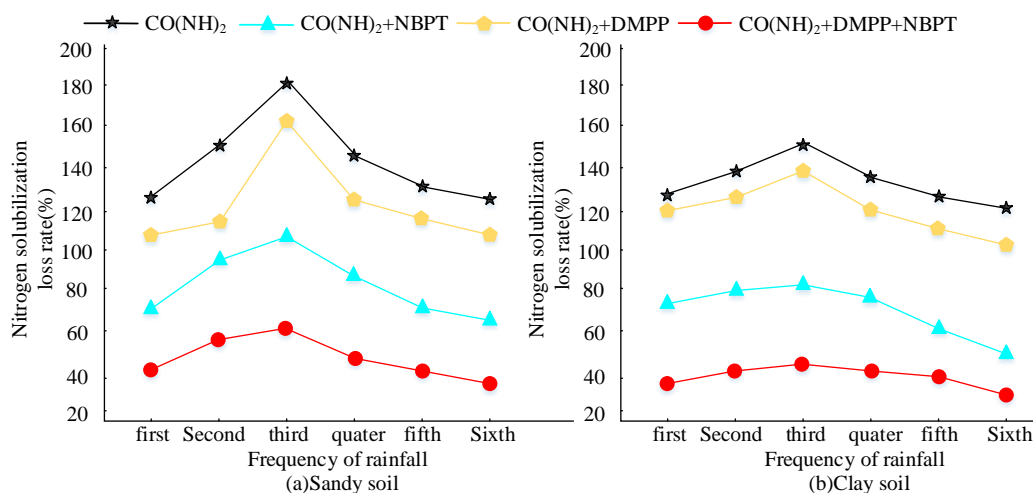 CO(NH)2 CO(NH)2+NBPT CO(NH)2+DMPP CO(NH)2+DMPP+NBPT
Nitrogen solubilization
loss rate(%)
200
180
160
140
120
100
80
60
40
20
first Second third quater fifth Sixth
Frequency of rainfall
(a)Sandy soil
Nitrogen solubilization
loss rate(%)
200
180
160
140
120
100
80
60
40
20
first Second third quater fifth Sixth
Frequency of rainfall
(b)Clay soil